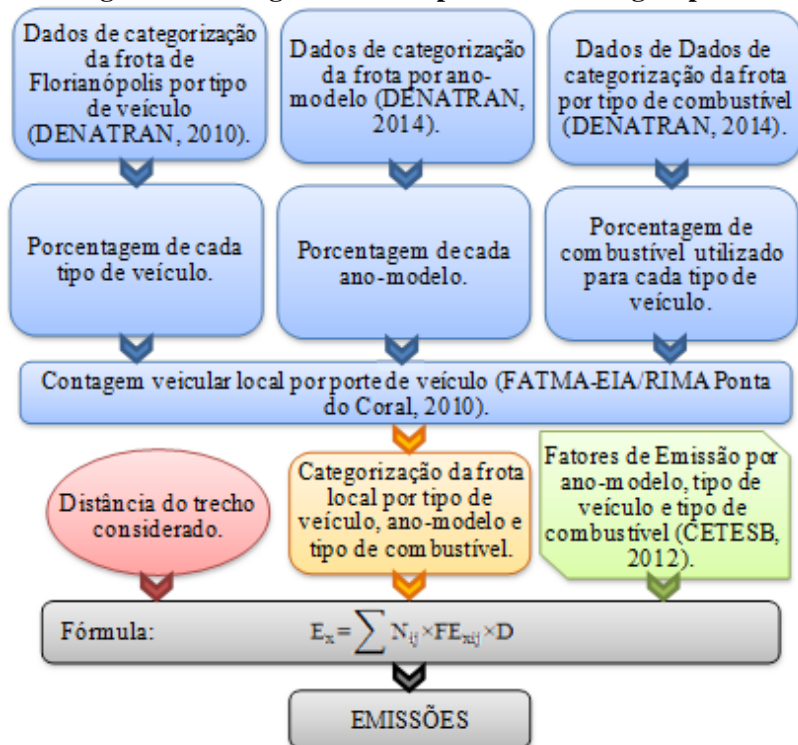 Dados de categorização
da frota de
Florianópolis por tipo
de veículo
(DENATRAN, 2010).
Dados de categorização
da frota por ano-
modelo (DENATRAN,
2014).
Dados de Dados de
categorização da frota
por tipo de combustível
(DENATRAN, 2014).
Porcentagem de cada
tipo de veículo.
Porcentagem de cada
ano-modelo.
Porcentagem de
combustível utilizado
para cada tipo de
veículo.
Contagem veicular local por porte de veículo (FATMA-EIA/RIMA Ponta
do Coral, 2010).
Distância do trecho
considerado.
Categorização da frota
local por tipo de
veículo, ano-modelo e
tipo de combustível.
Fatores de Emissão por
ano-modelo, tipo de
veículo e tipo de
combustível (CETESB,
2012).
Fórmula: Eₓ = ∑ Nᵢⱼ×FEₓᵢⱼ×D
EMISSÕES